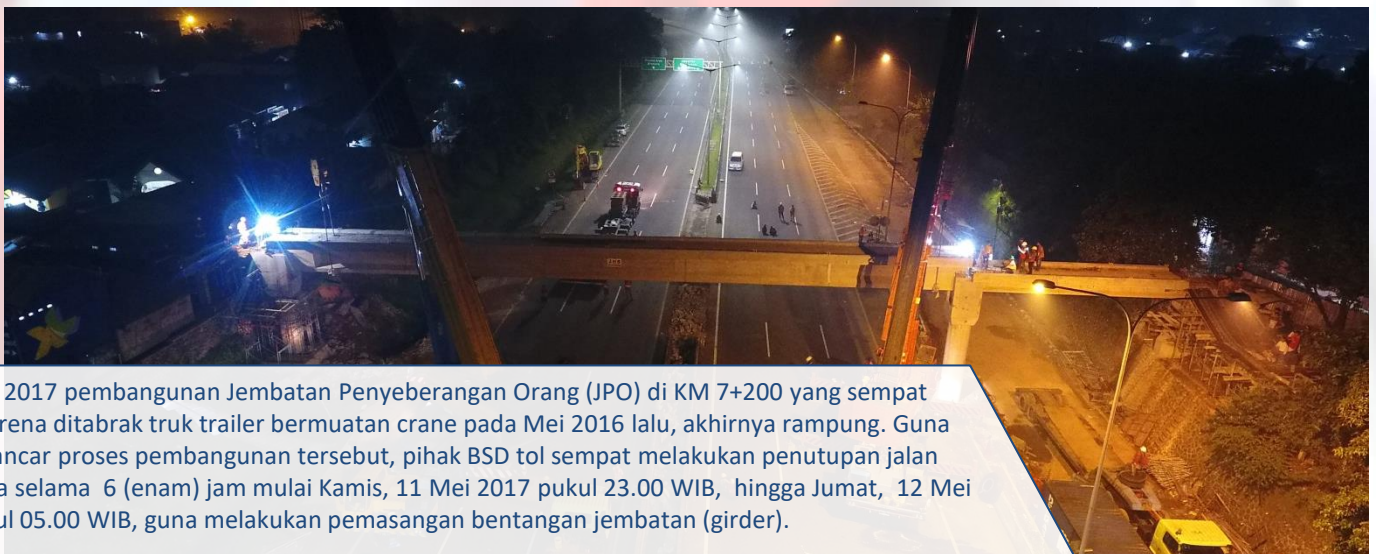 2017 pembangunan Jembatan Penyeberangan Orang (JPO) di KM 7+200 yang sempat
ditabrak truk trailer bermuatan crane pada Mei 2016 lalu, akhirnya rampung. Guna
proses pembangunan tersebut, pihak BSD tol sempat melakukan penutupan jalan
selama 6 (enam) jam mulai Kamis, 11 Mei 2017 pukul 23.00 WIB, hingga Jumat, 12 Mei
05.00 WIB, guna melakukan pemasangan bentangan jembatan (girder).